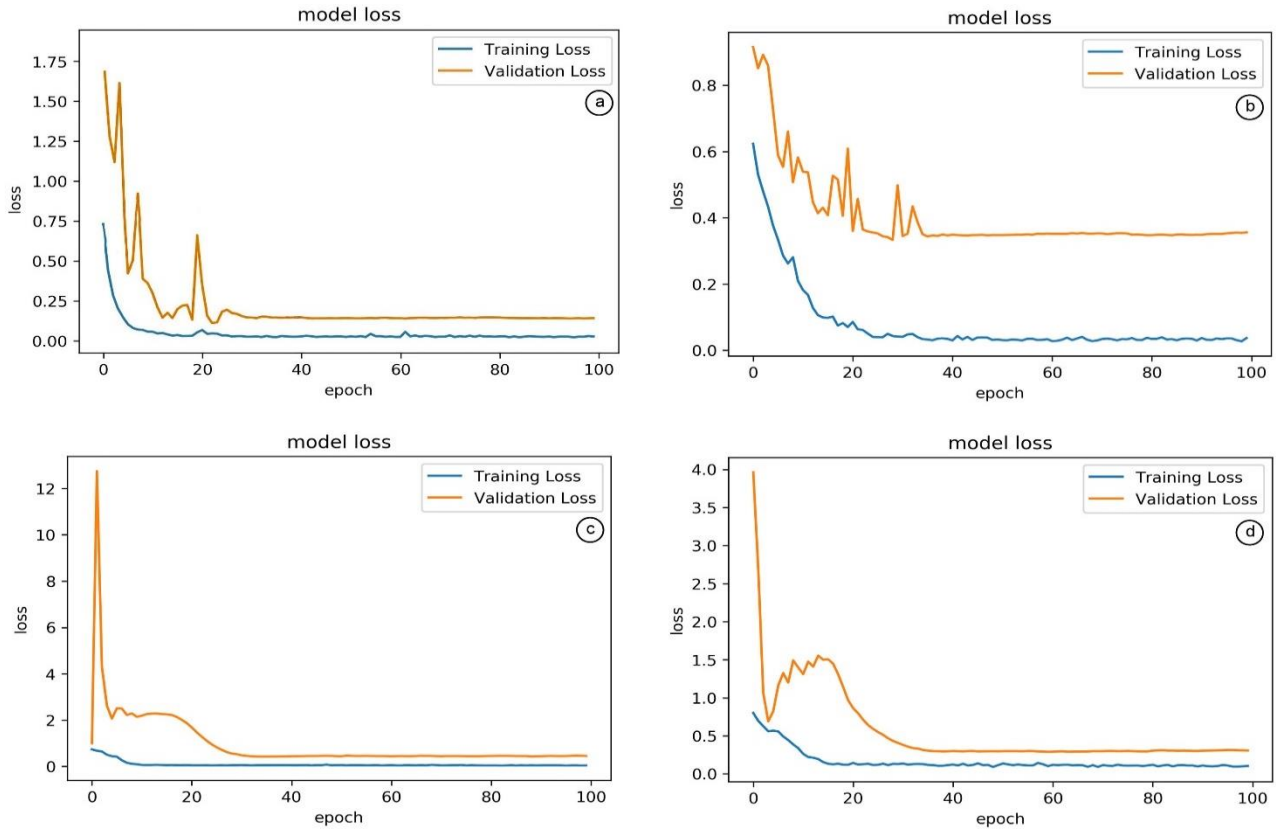 model loss
1.75
1.50
1.25
1.00
0.75
0.50
0.25
0.00
loss
Training Loss
Validation Loss
a
0 20 40 60 80 100
epoch
model loss
0.8
0.6
0.4
0.2
0.0
loss
Training Loss
Validation Loss
b
0 20 40 60 80 100
epoch
model loss
12
10
8
6
4
2
0
loss
Training Loss
Validation Loss
c
0 20 40 60 80 100
epoch
model loss
4.0
3.5
3.0
2.5
2.0
1.5
1.0
0.5
0.0
loss
Training Loss
Validation Loss
d
0 20 40 60 80 100
epoch